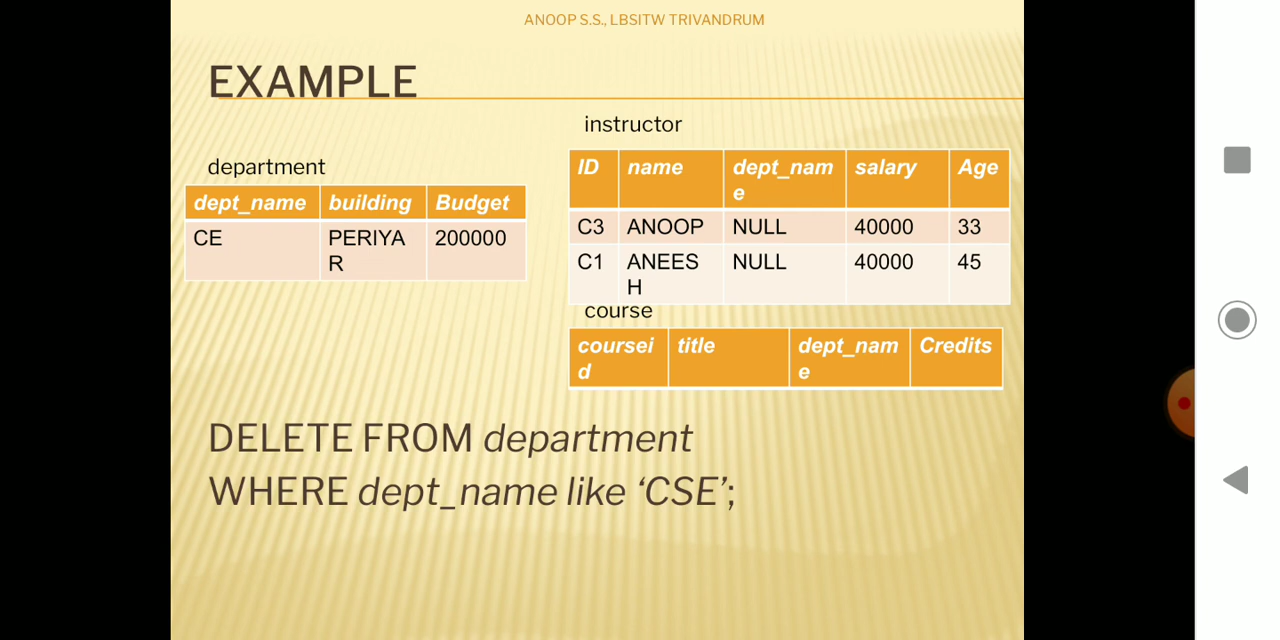 ANOOP S.S., LBSITW TRIVANDRUM
EXAMPLE
department
dept_name building Budget
CE PERIYA 200000
R
instructor
ID name dept_nam salary Age
e
C3 ANOOP NULL 40000 33
C1 ANEES NULL 40000 45
H
course
coursei title dept_nam Credits
d e
DELETE FROM department
WHERE dept_name like ‘CSE’;